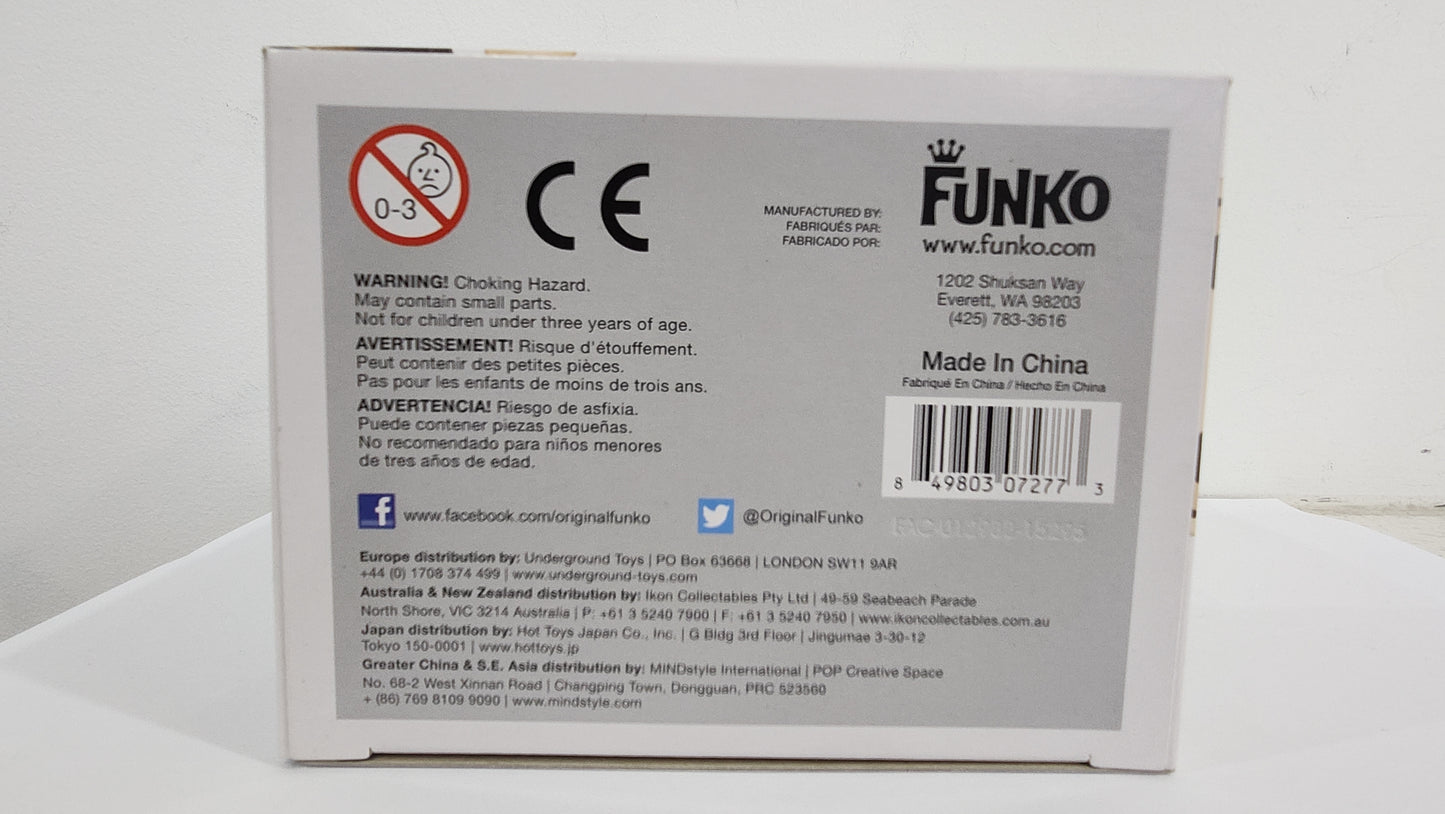 0-3
CE
MANUFACTURED BY:
FABRIQUÉS PAR:
FABRICADO POR:
FUNKO
www.funko.com
1202 Shuksan Way
Everett, WA 98203
(425) 783-3616
Made In China
Fabriqué En China // Hecho En China
8 49803 07277 3
WARNING! Choking Hazard.
May contain small parts.
Not for children under three years of age.
AVERTISSEMENT! Risque d'étouffement.
Peut contenir des petites pièces.
Pas pour les enfants de moins de trois ans.
ADVERTENCIA! Riesgo de asfixia.
Puede contener piezas pequeñas.
No recomendado para niños menores
de tres años de edad.
f www.facebook.com/originalfunko
@OriginalFunko
Europe distribution by: Underground Toys | PO Box 63668 | LONDON SW11 9AR
+44 (0) 1708 374 499 | www.underground-toys.com
Australia & New Zealand distribution by: Ikon Collectables Pty Ltd | 49-59 Seabeach Parade
North Shore, VIC 3214 Australia | P: +61 3 5240 7900 | F: +61 3 5240 7950 | www.ikoncollectables.com.au
Japan distribution by: Hot Toys Japan Co., Inc. | G Bldg 3rd Floor | Jingumae 3-30-12
Tokyo 150-0001 | www.hottoys.jp
Greater China & S.E. Asia distribution by: MINDstyle International | POP Creative Space
No. 68-2 West Xinnan Road | Changping Town, Dongguan, PRC 523560
+ (86) 769 8109 9090 | www.mindstyle.com